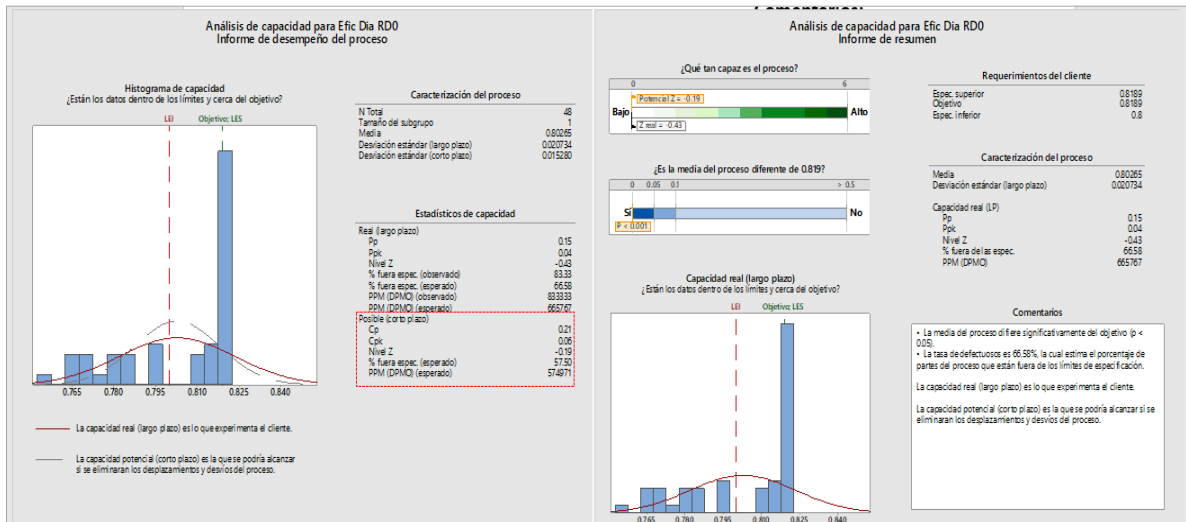 Análisis de capacidad para Efic Dia RD0
Informe de desempeño del proceso
Histograma de capacidad
¿Están los datos dentro de los límites y cerca del objetivo?
LEI Objetivo; LES
0.765 0.780 0.795 0.810 0.825 0.840
La capacidad real (largo plazo) es lo que experimenta el cliente.
La capacidad potencial (corto plazo) es la que se podría alcanzar
si se eliminaran los desplazamientos y desvíos del proceso.
Caracterización del proceso
N Total 48
Tamaño del subgrupo 1
Media 0.80265
Desviación estándar (largo plazo) 0.020734
Desviación estándar (corto plazo) 0.015280
Estadísticos de capacidad
Real (largo plazo)
Pp 0.15
Ppk 0.04
Nivel Z -0.43
% fuera espec. (observado) 83.33
% fuera espec. (esperado) 66.58
PPM (DPMO) (observado) 833333
PPM (DPMO) (esperado) 665767
Posible (corto plazo)
Cp 0.21
Cpk 0.06
Nivel Z -0.19
% fuera espec. (esperado) 57.50
PPM (DPMO) (esperado) 574971
Análisis de capacidad para Efic Dia RD0
Informe de resumen
¿Qué tan capaz es el proceso?
0 6
Potencial Z = -0.19
Bajo Alto
Z real = -0.43
¿Es la media del proceso diferente de 0.819?
0 0.05 0.1 > 0.5
Sí No
P < 0.001
Capacidad real (largo plazo)
¿Están los datos dentro de los límites y cerca del objetivo?
LEI Objetivo; LES
0.765 0.780 0.795 0.810 0.825 0.840
Requerimientos del cliente
Espec. superior 0.8189
Objetivo 0.8189
Espec. inferior 0.8
Caracterización del proceso
Media 0.80265
Desviación estándar (largo plazo) 0.020734
Capacidad real (LP)
Pp 0.15
Ppk 0.04
Nivel Z -0.43
% fuera de las espec. 66.58
PPM (DPMO) 665767
Comentarios
• La media del proceso difiere significativamente del objetivo (p <
0.05).
• La tasa de defectuosos es 66.58%, la cual estima el porcentaje de
partes del proceso que están fuera de los límites de especificación.
La capacidad real (largo plazo) es lo que experimenta el cliente.
La capacidad potencial (corto plazo) es la que se podría alcanzar si se
eliminaran los desplazamientos y desvíos del proceso.